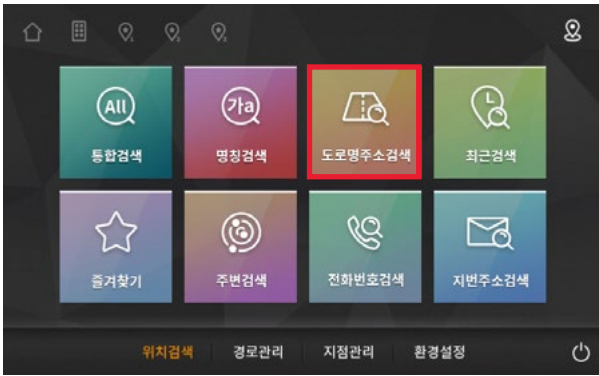 All
가a
통합검색
명칭검색
도로명주소검색
최근검색
즐겨찾기
주변검색
전화번호검색
지번주소검색
위치검색
경로관리
지점관리
환경설정